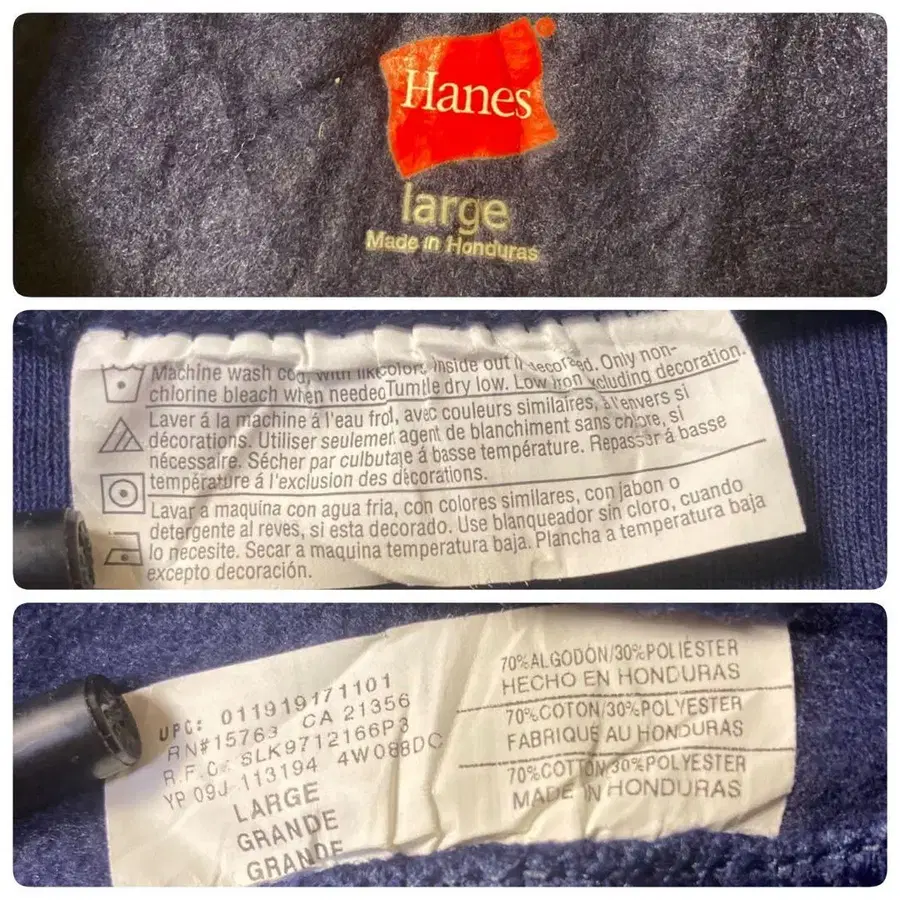 Hanes
large
Made in Honduras
Machine wash cold, with like colors, inside out if decorated. Only non-
chlorine bleach when needed. Tumble dry low. Low iron excluding decoration.
Laver á la machine á l'eau froi, avec couleurs similaires, á l'envers si
décorations. Utiliser seulement agent de blanchiment sans chlore, si
nécessaire. Sécher par culbutaje á basse température. Repasser á basse
température á l'exclusion des décorations.
Lavar a maquina con agua fria, con colores similares, con jabon o
detergente al reves, si esta decorado. Use blanqueador sin cloro, cuando
lo necesite. Secar a maquina temperatura baja. Plancha a temperatura baja
excepto decoración.
UPC: 011919171101
RN#15763 CA 21356
R.F.C. SLK9712166P3
YP 09J 113194 4W088DC
LARGE
GRANDE
GRANDE
70%ALGODÓN/30%POLIÉSTER
HECHO EN HONDURAS
70%COTON/30%POLYESTER
FABRIQUÉ AU HONDURAS
70%COTTON/30%POLYESTER
MADE IN HONDURAS